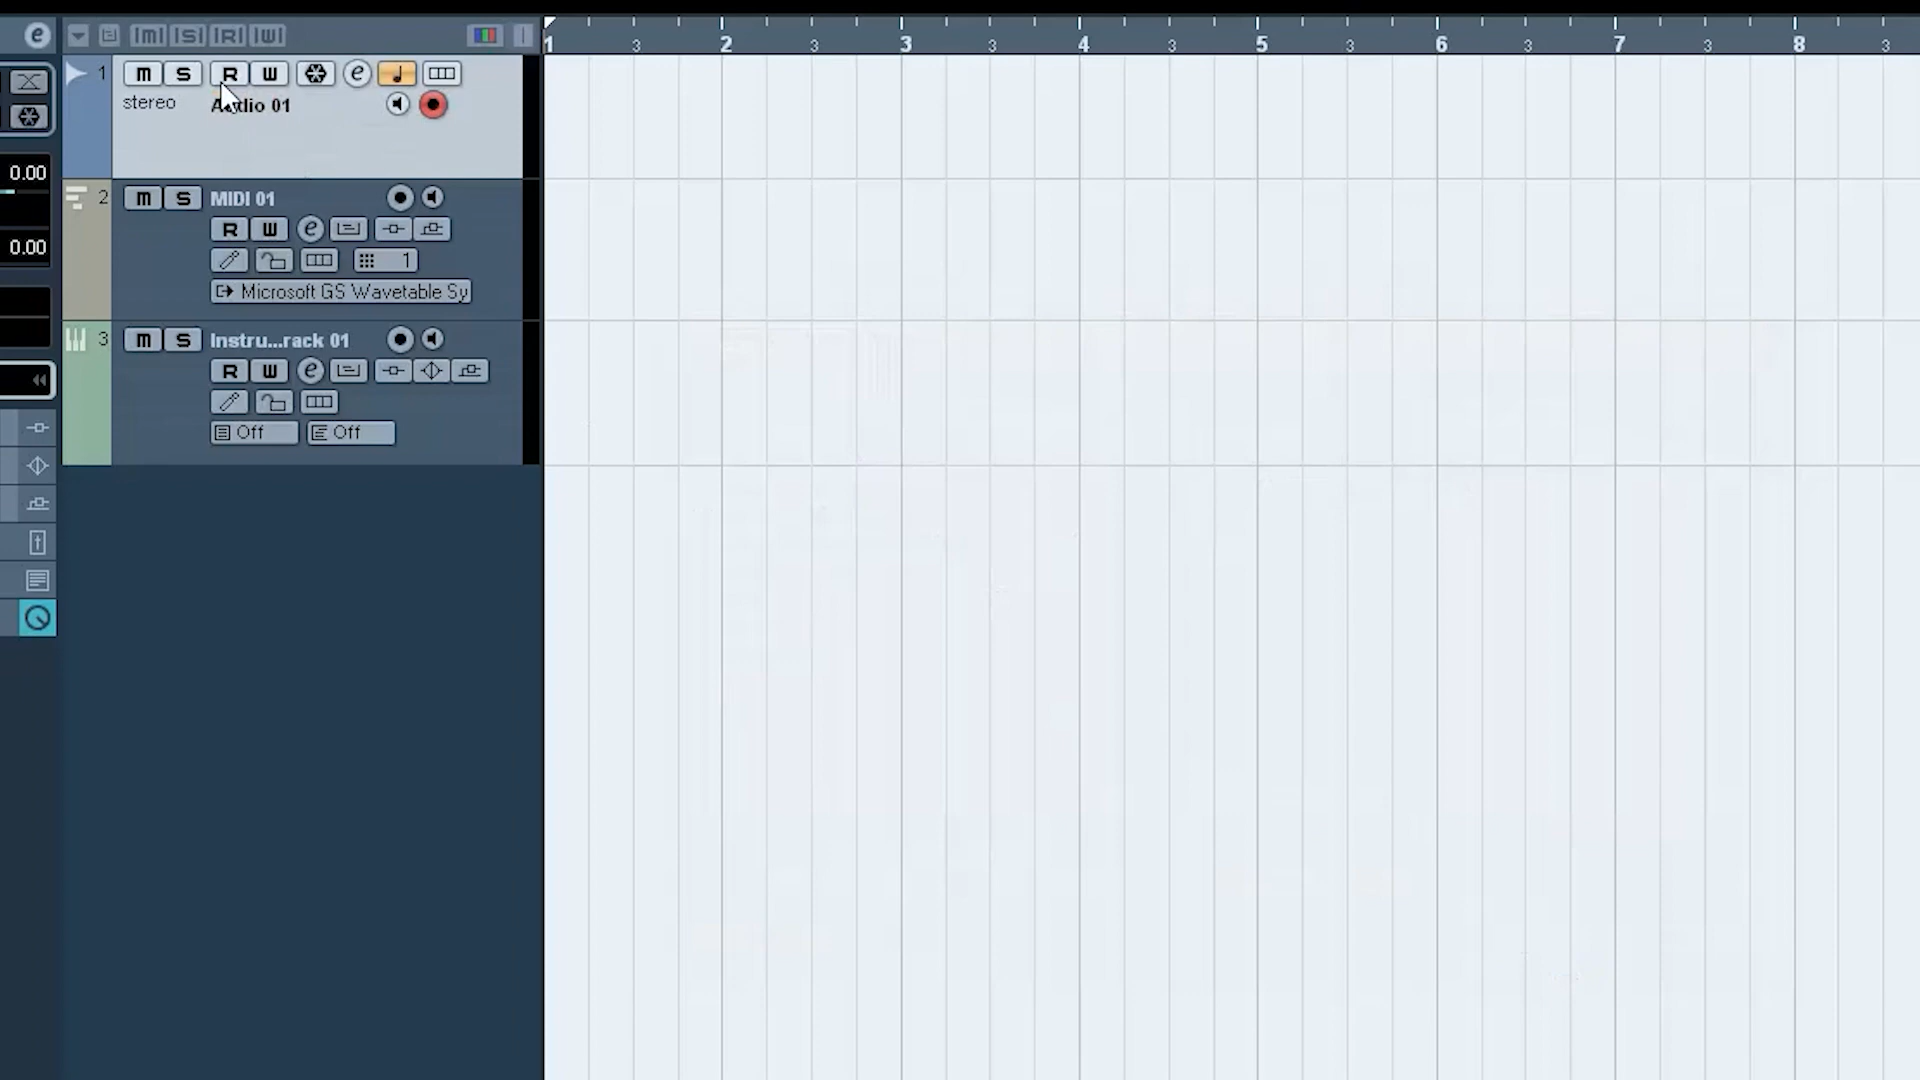 e m S R W
1 3 2 3 3 3 4 3 5 3 6 3 7 3 8 3
1 m S R W e
stereo Audio 01
0.00
2 m S MIDI 01
R W e
0.00
1
Microsoft GS Wavetable Sy
3 m S Instru...rack 01
R W e
Off Off